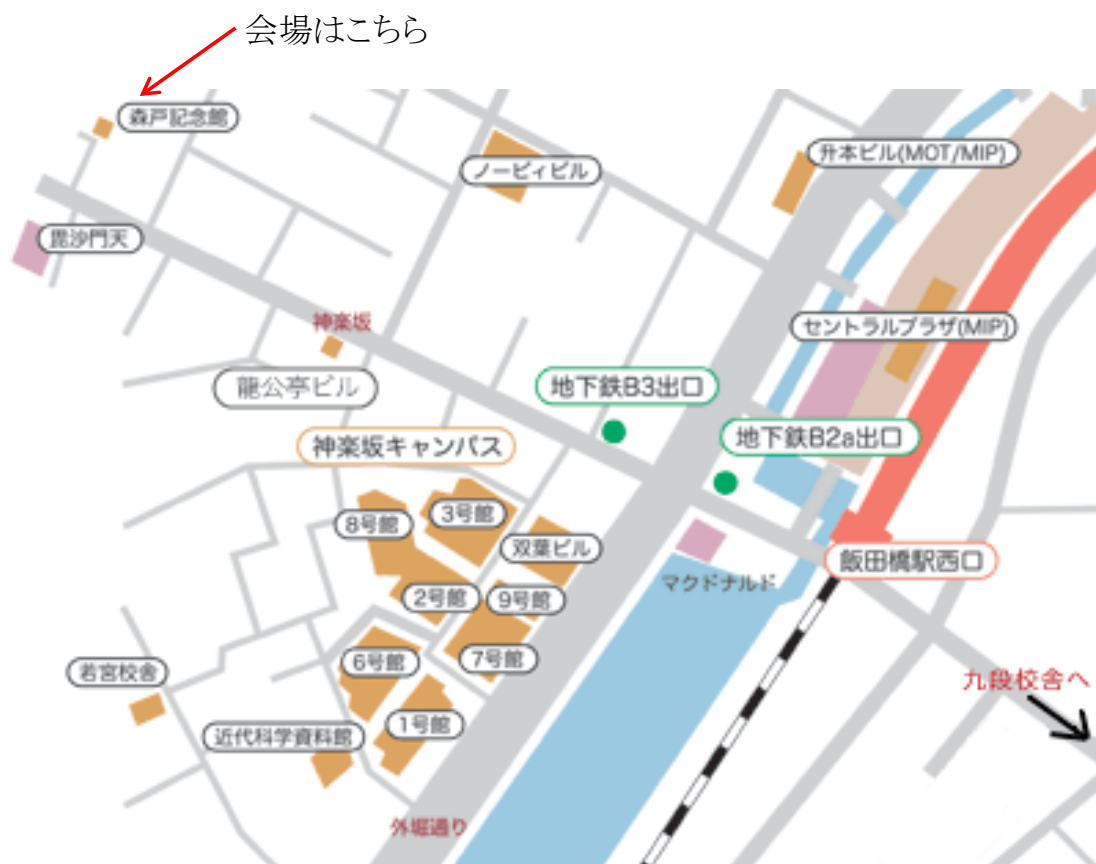 会場はこちら
森戸記念館
ノービィビル
升本ビル(MOT/MIP)
毘沙門天
神楽坂
セントラルプラザ(MIP)
龍公亭ビル
地下鉄B3出口
地下鉄B2a出口
神楽坂キャンパス
8号館
3号館
双葉ビル
飯田橋駅西口
マクドナルド
2号館
9号館
6号館
7号館
若宮校舎
九段校舎へ
近代科学資料館
1号館
外堀通り